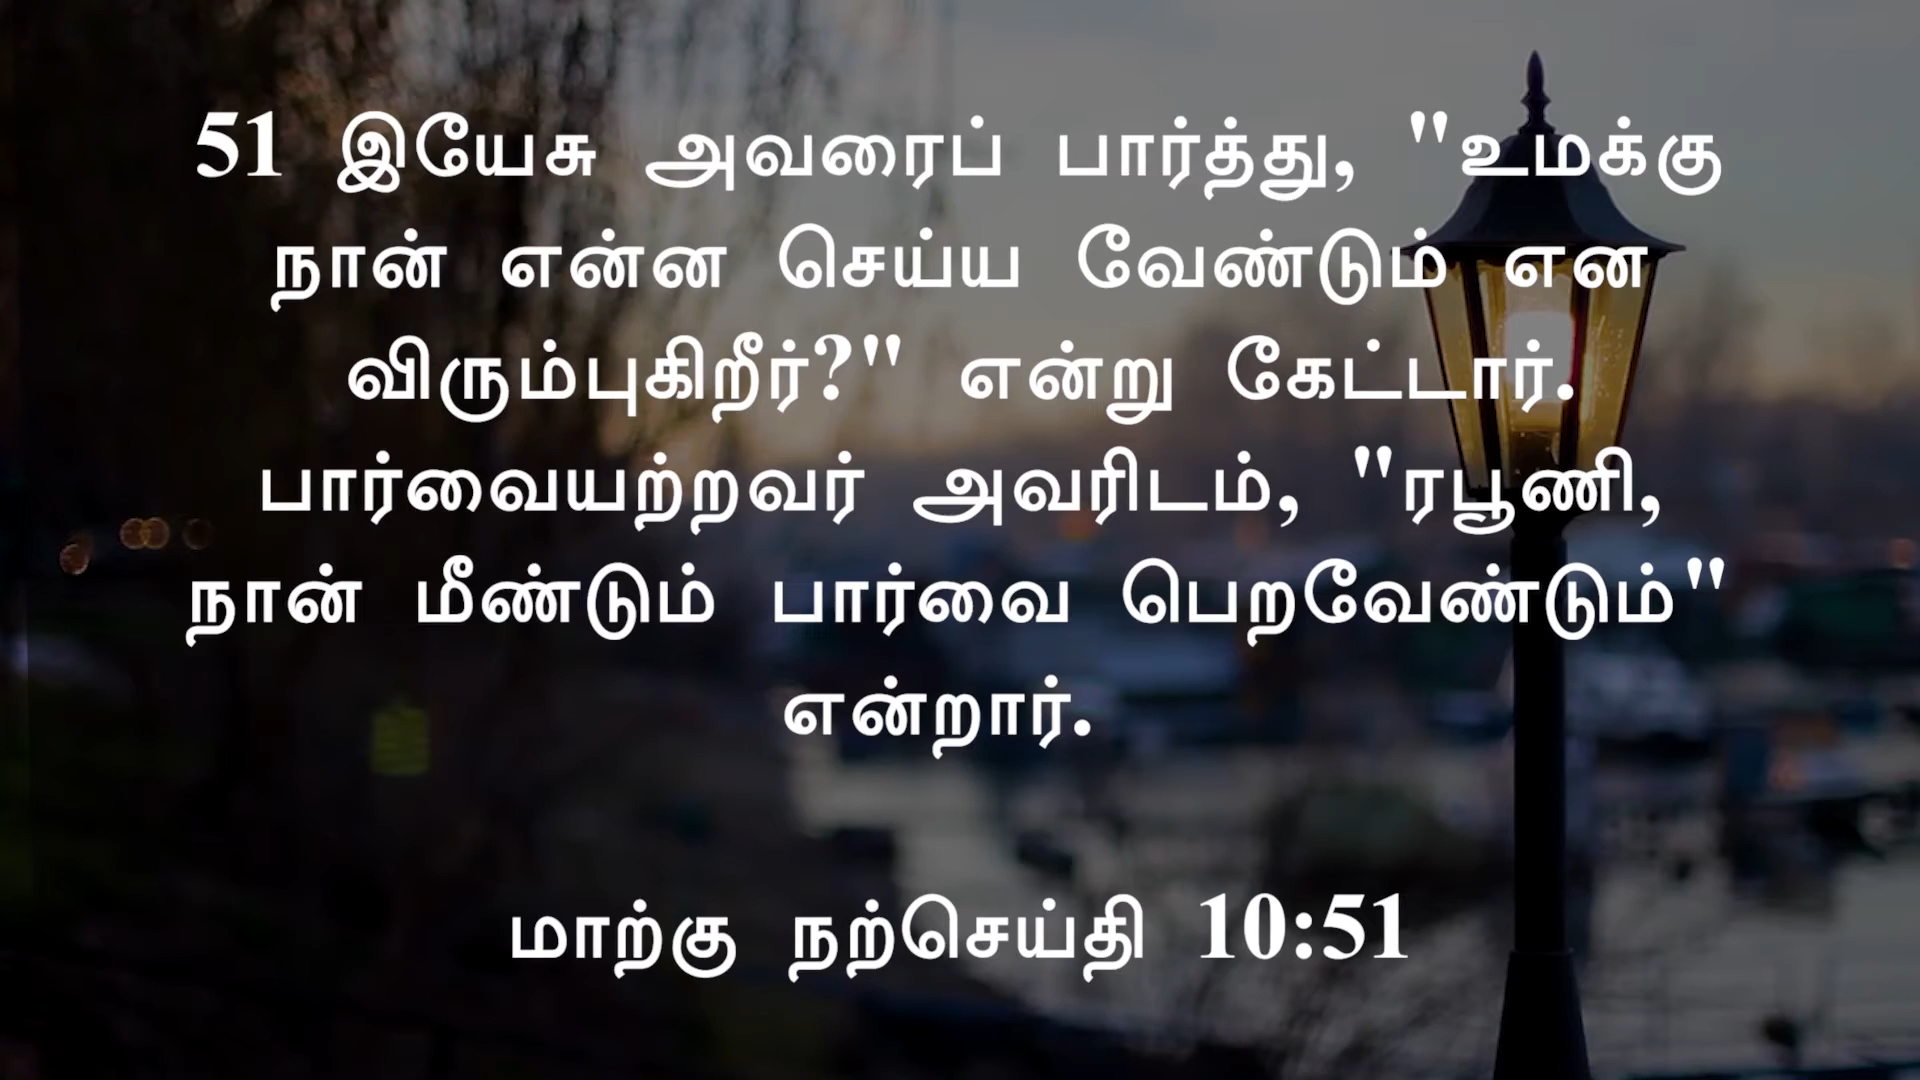 51 இயேசு அவரைப் பார்த்து, "உமக்கு
நான் என்ன செய்ய வேண்டும் என
விரும்புகிறீர்?" என்று கேட்டார்.
பார்வையற்றவர் அவரிடம், "ரபூணி,
நான் மீண்டும் பார்வை பெறவேண்டும்"
என்றார்.
மாற்கு நற்செய்தி 10:51